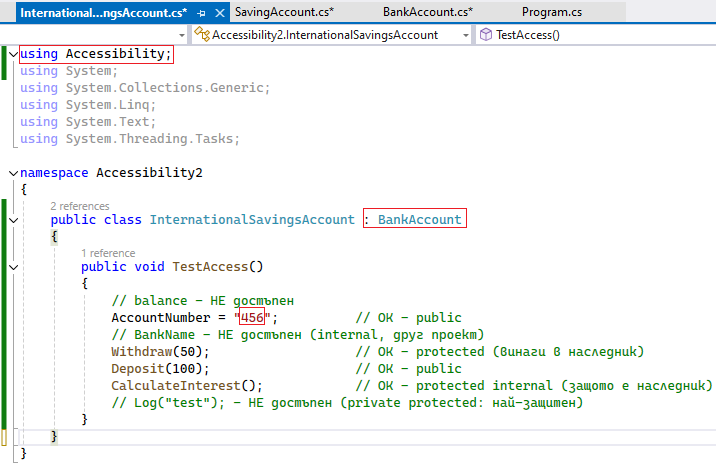 International...ngsAccount.cs* SavingAccount.cs* BankAccount.cs* Program.cs
Accessibility2.InternationalSavingsAccount TestAccess()
using Accessibility;
using System;
using System.Collections.Generic;
using System.Linq;
using System.Text;
using System.Threading.Tasks;
namespace Accessibility2
{
2 references
public class InternationalSavingsAccount : BankAccount
{
1 reference
public void TestAccess()
{
// balance – НЕ достъпен
AccountNumber = "456"; // OK – public
// BankName – НЕ достъпен (internal, друг проект)
Withdraw(50); // OK – protected (винаги в наследник)
Deposit(100); // OK – public
CalculateInterest(); // OK – protected internal (защото е наследник)
// Log("test"); – НЕ достъпен (private protected: най-защитен)
}
}
}